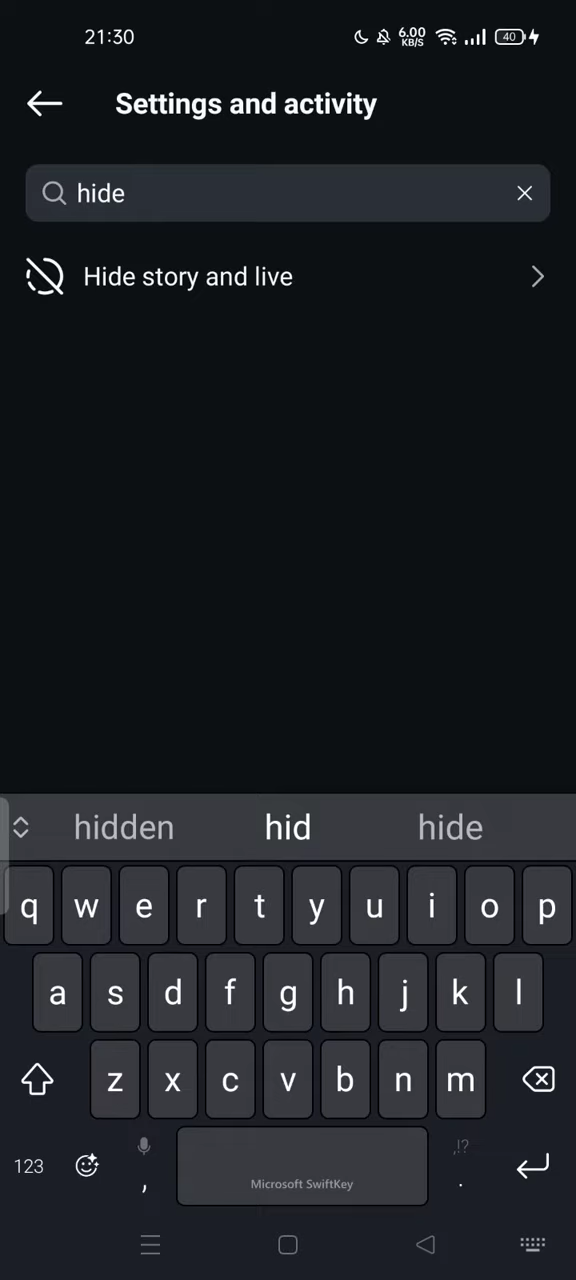 21:30
6.00
KB/S
40
Settings and activity
hide
Hide story and live
hidden hid hide
q w e r t y u i o p
a s d f g h j k l
z x c v b n m
123 , Microsoft SwiftKey ,!? .